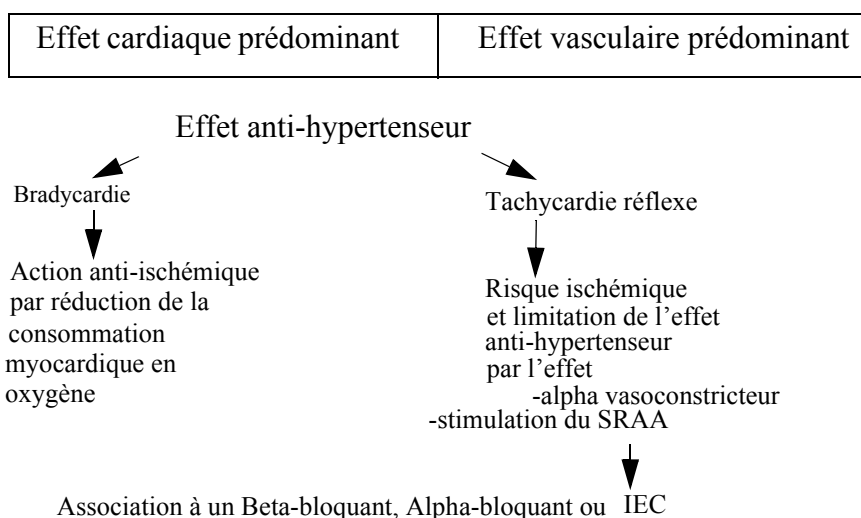 Effet cardiaque prédominant
Effet vasculaire prédominant
Effet anti-hypertenseur
Bradycardie
Action anti-ischémique
par réduction de la
consommation
myocardique en
oxygène
Tachycardie réflexe
Risque ischémique
et limitation de l’effet
anti-hypertenseur
par l’effet
-alpha vasoconstricteur
-stimulation du SRAA
Association à un Beta-bloquant, Alpha-bloquant ou IEC